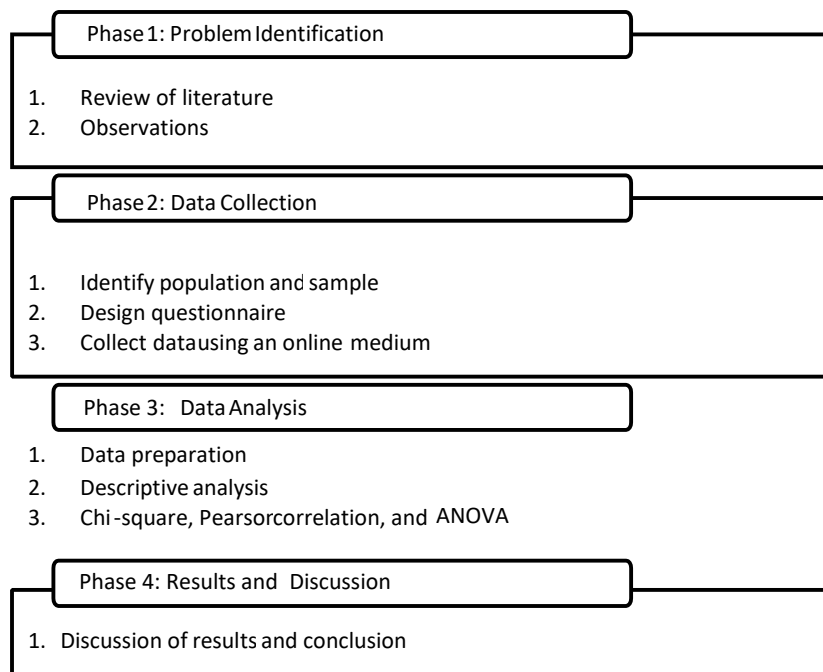 Phase 1: Problem Identification
1. Review of literature
2. Observations
Phase 2: Data Collection
1. Identify population and sample
2. Design questionnaire
3. Collect datausing an online medium
Phase 3: Data Analysis
1. Data preparation
2. Descriptive analysis
3. Chi-square, Pearsorcorrelation, and ANOVA
Phase 4: Results and Discussion
1. Discussion of results and conclusion